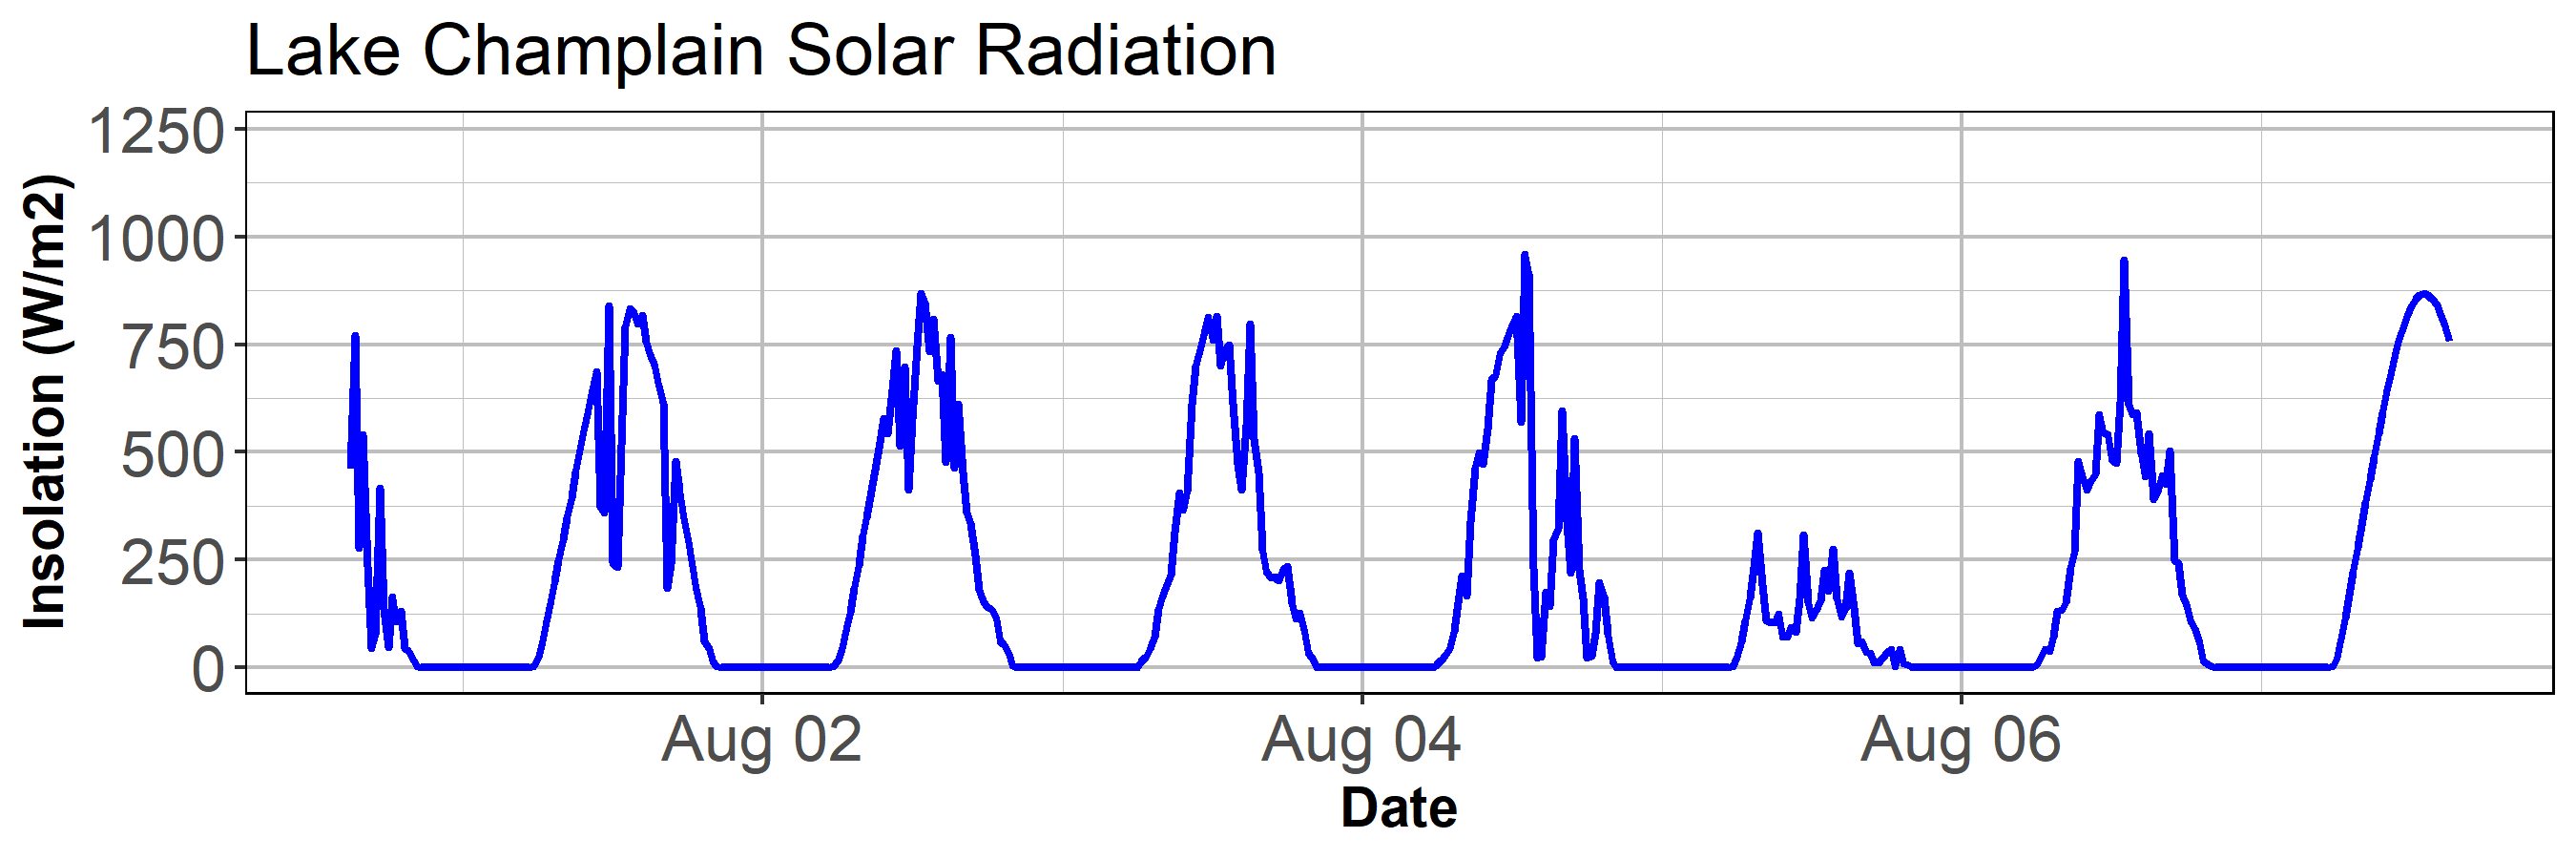 Lake Champlain Solar Radiation
1250
1000
750
500
250
0
Insolation (W/m2)
Aug 02
Aug 04
Aug 06
Date